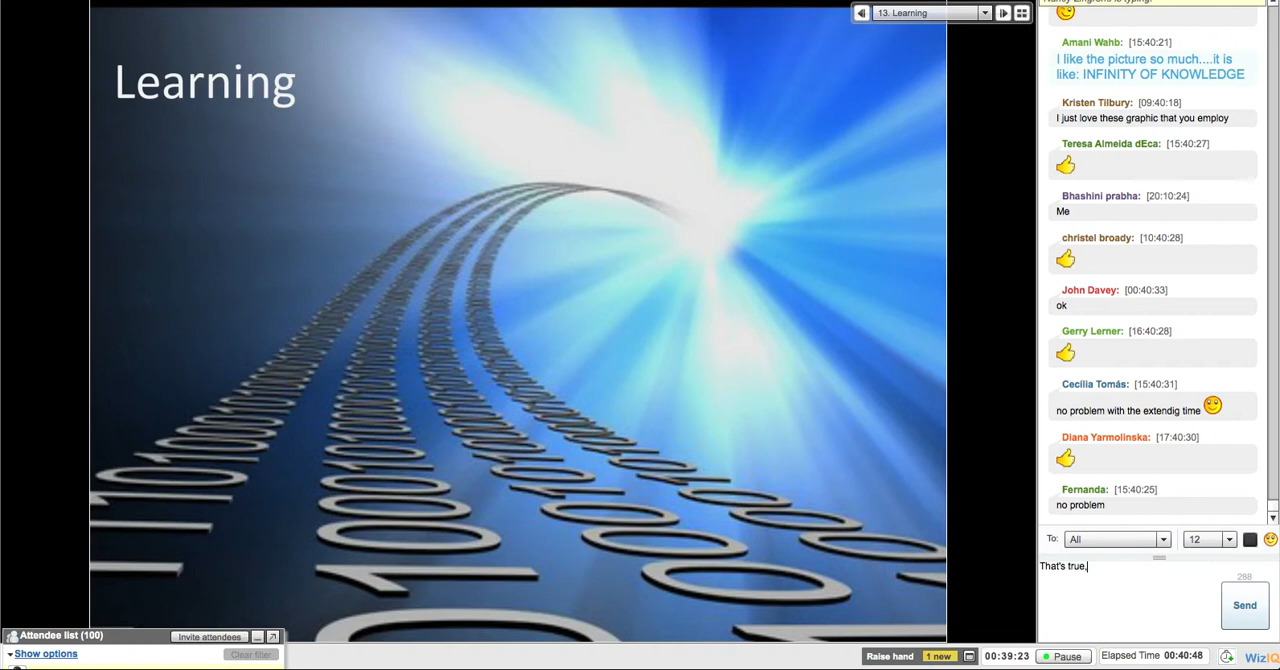 Learning
13. Learning
Amani Wahb: [15:40:21]
I like the picture so much....it is
like: INFINITY OF KNOWLEDGE
Kristen Tilbury: [09:40:18]
I just love these graphic that you employ
Teresa Almeida dEca: [15:40:27]
Bhashini prabha: [20:10:24]
Me
christel broady: [10:40:28]
John Davey: [00:40:33]
ok
Gerry Lerner: [16:40:28]
Cecília Tomás: [15:40:31]
no problem with the extendig time
Diana Yarmolinska: [17:40:30]
Fernanda: [15:40:25]
no problem
To: All 12
That's true,
288
Send
Attendee list (100) Invite attendees
Show options Clear filter
Raise hand 1 new 00:39:23 Pause Elapsed Time 00:40:48 WizIQ